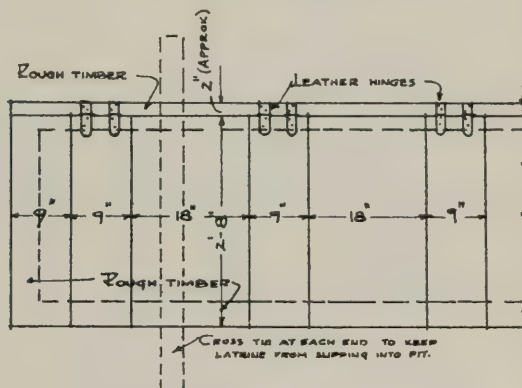 2" (APPROX)
ROUGH TIMBER
LEATHER HINGES
9"
9"
18"
2'-8"
9"
18"
9"
ROUGH TIMBER
CROSS TIE AT EACH END TO KEEP
LATRINE FROM SLIPPING INTO PIT.